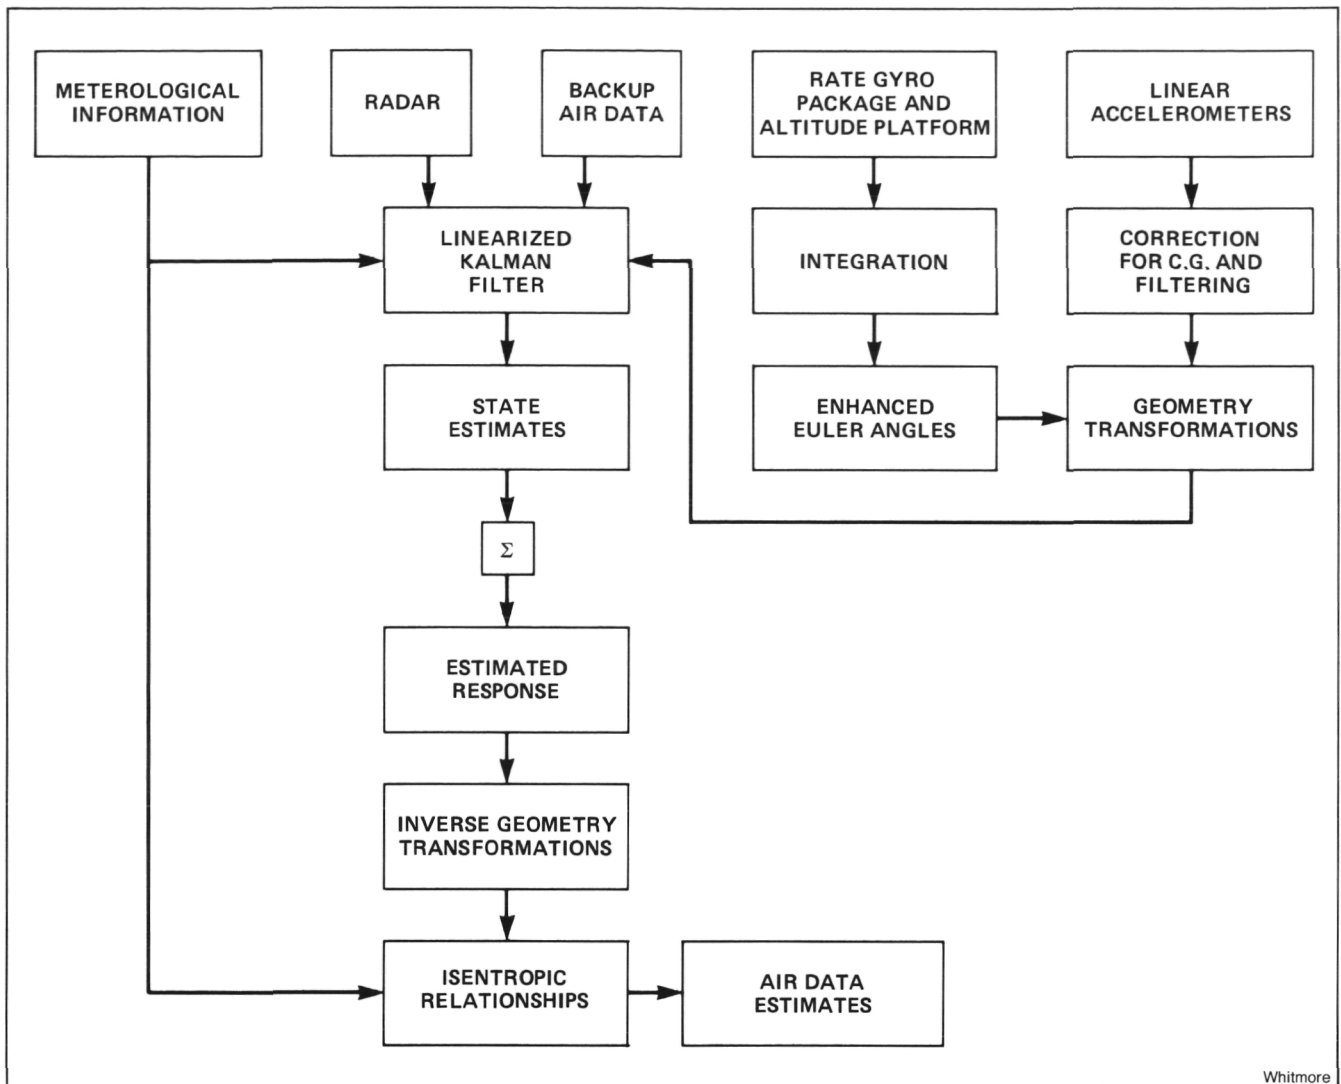 METEROLOGICAL
INFORMATION
RADAR
BACKUP
AIR DATA
RATE GYRO
PACKAGE AND
ALTITUDE PLATFORM
LINEAR
ACCELEROMETERS
LINEARIZED
KALMAN
FILTER
INTEGRATION
CORRECTION
FOR C.G. AND
FILTERING
STATE
ESTIMATES
ENHANCED
EULER ANGLES
GEOMETRY
TRANSFORMATIONS
Σ
ESTIMATED
RESPONSE
INVERSE GEOMETRY
TRANSFORMATIONS
ISENTROPIC
RELATIONSHIPS
AIR DATA
ESTIMATES
Whitmore